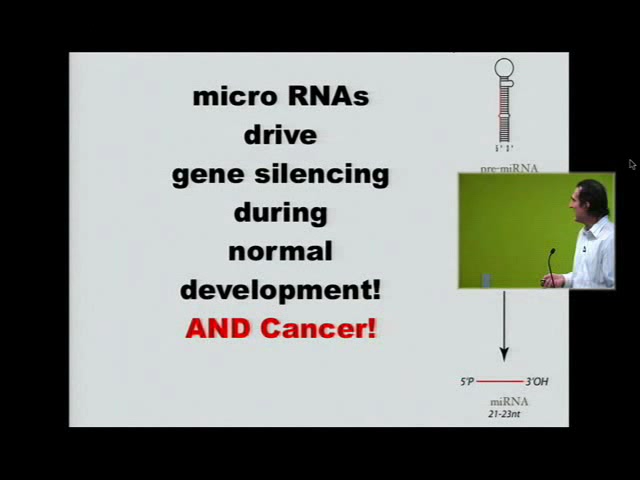 micro RNAs
drive
gene silencing
during
normal
development!
AND Cancer!
pre-miRNA
5'P
3'OH
miRNA
21-23nt